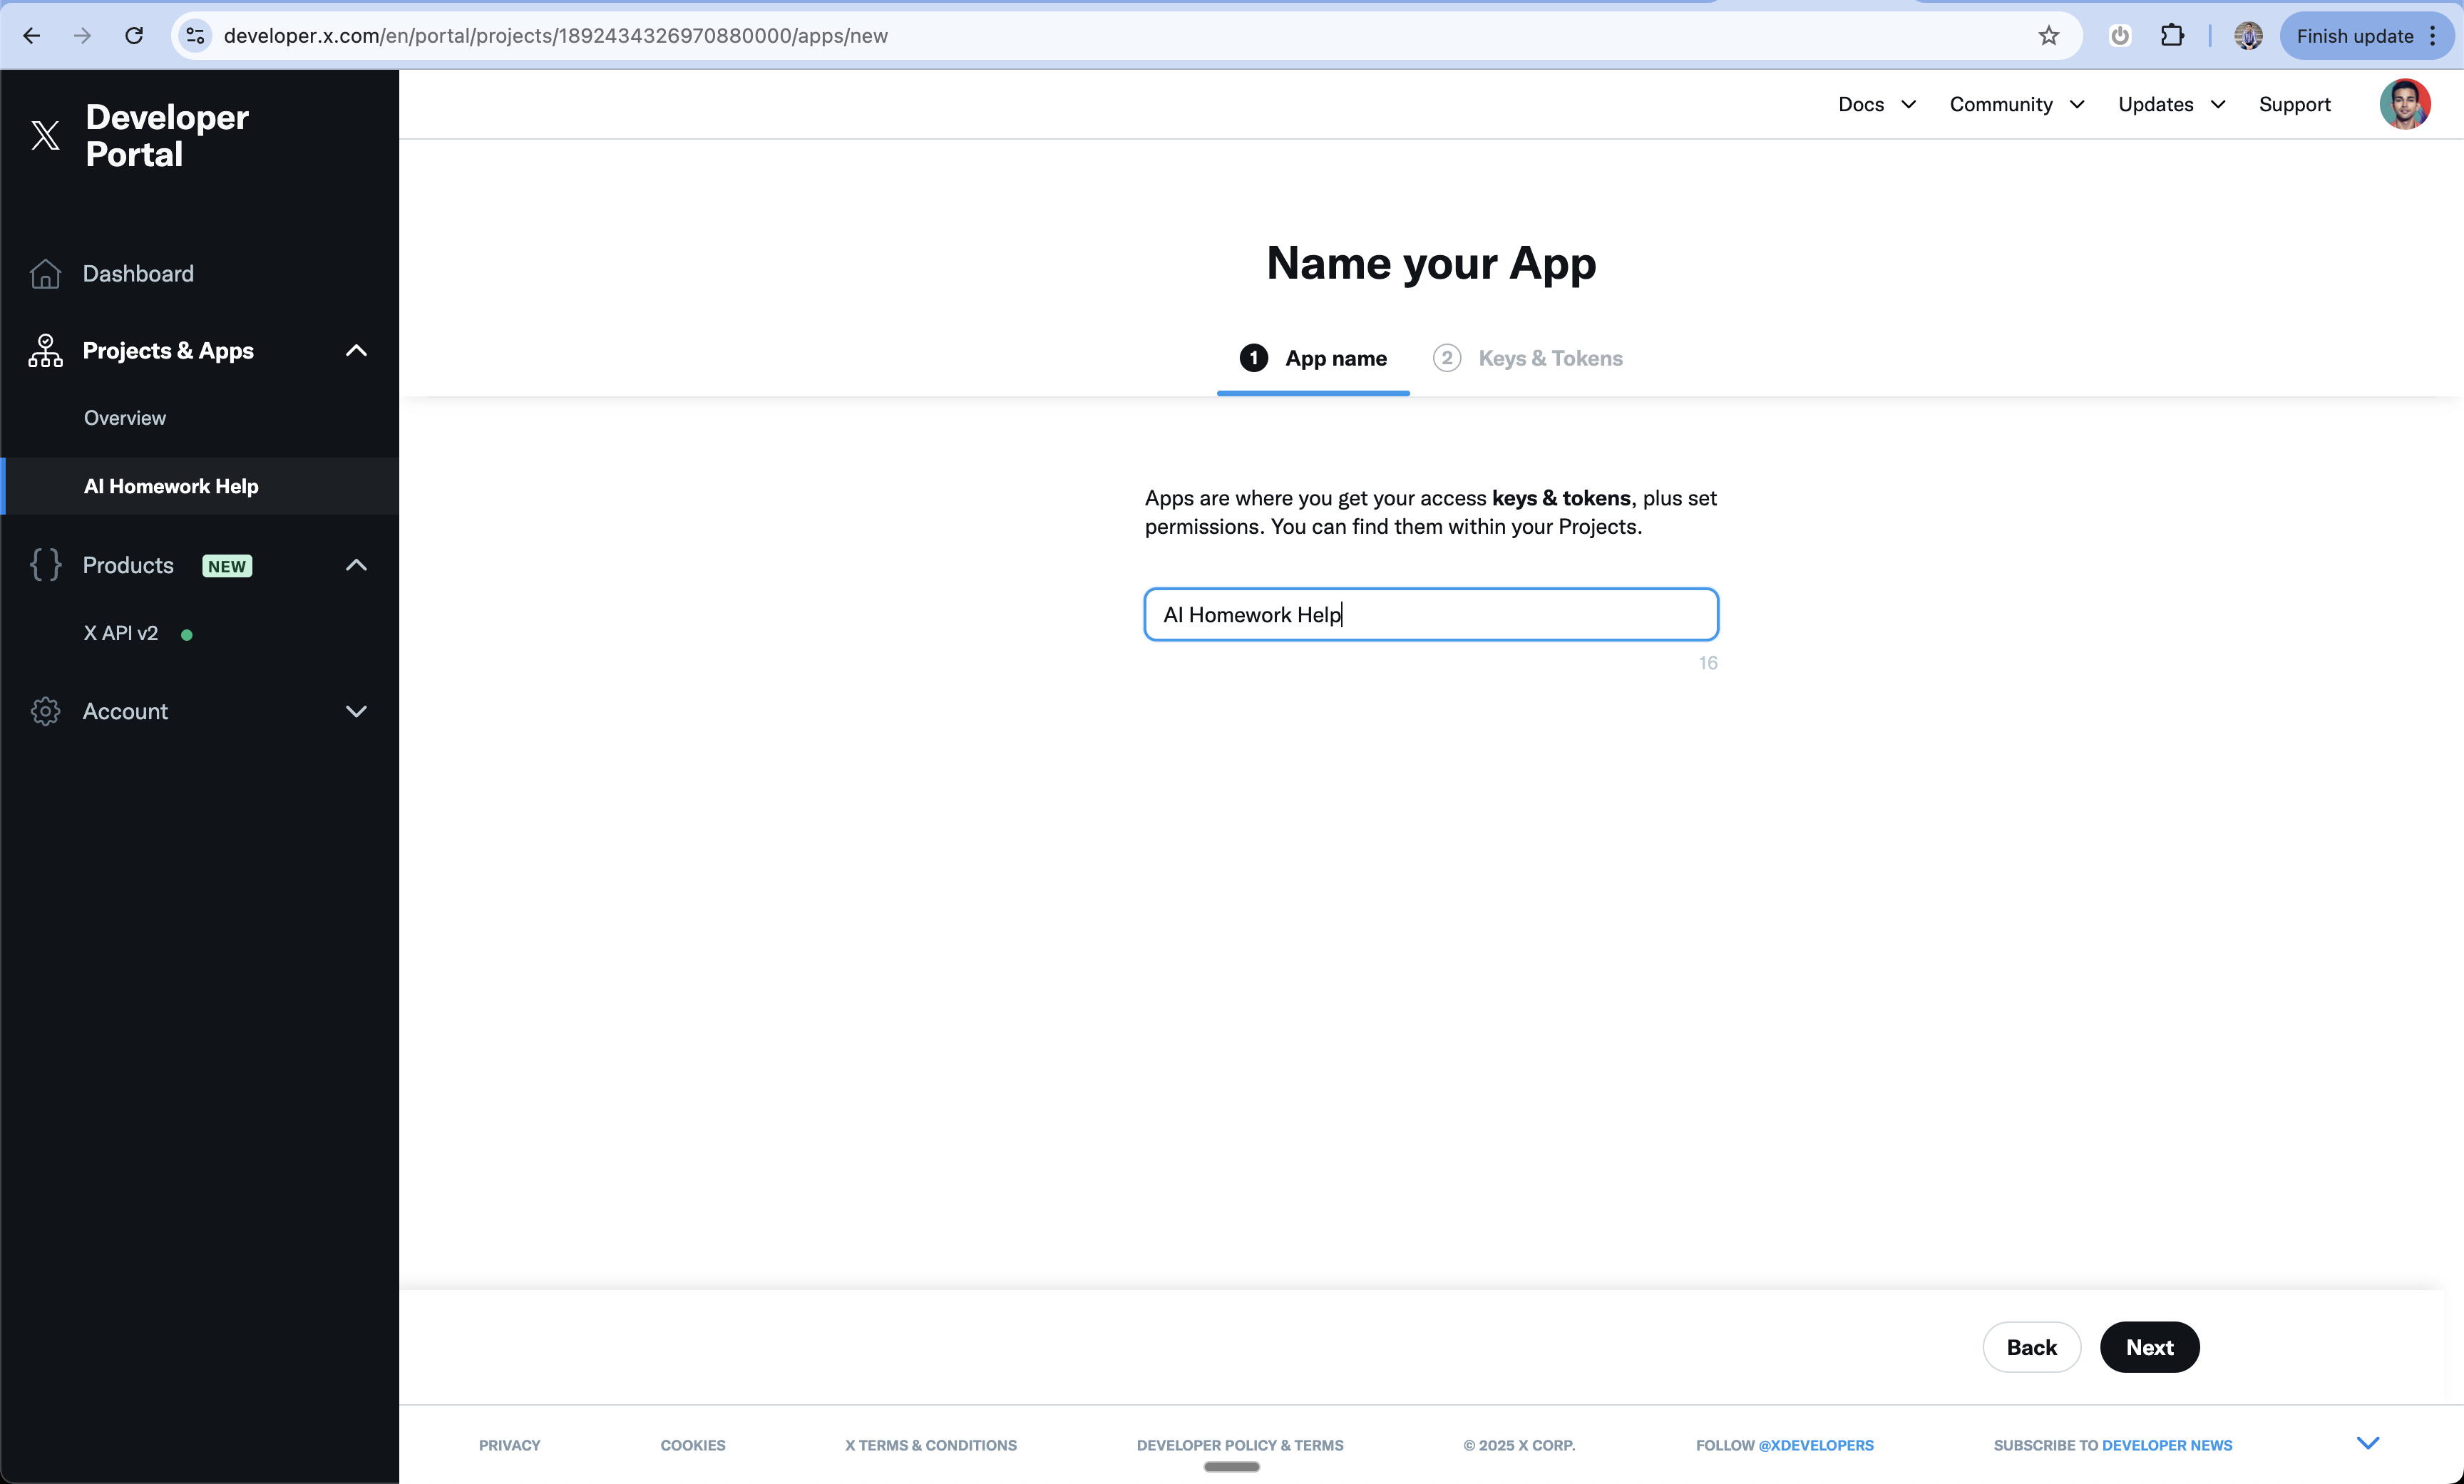 developer.x.com/en/portal/projects/1892434326970880000/apps/new
Finish update
Developer
Portal
Docs
Community
Updates
Support
Dashboard
Projects & Apps
Overview
AI Homework Help
Products NEW
X API v2
Account
Name your App
1 App name
2 Keys & Tokens
Apps are where you get your access keys & tokens, plus set
permissions. You can find them within your Projects.
AI Homework Help
16
Back
Next
PRIVACY
COOKIES
X TERMS & CONDITIONS
DEVELOPER POLICY & TERMS
© 2025 X CORP.
FOLLOW @XDEVELOPERS
SUBSCRIBE TO DEVELOPER NEWS